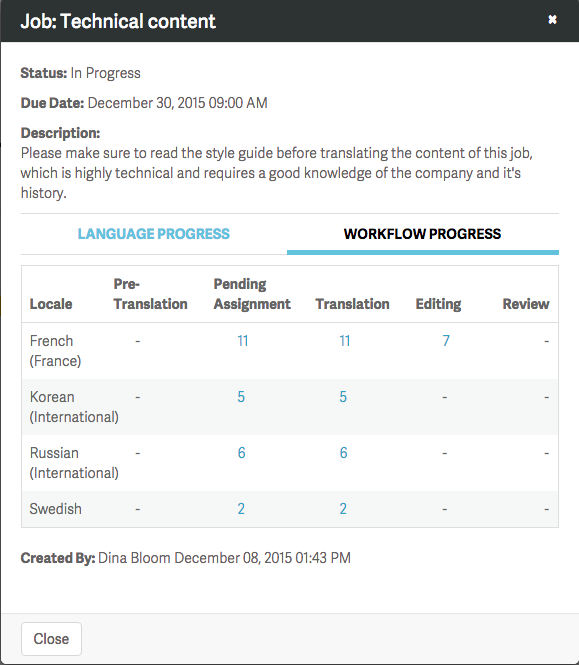 Job: Technical content ✖
Status: In Progress
Due Date: December 30, 2015 09:00 AM
Description:
Please make sure to read the style guide before translating the content of this job,
which is highly technical and requires a good knowledge of the company and it's
history.
LANGUAGE PROGRESS WORKFLOW PROGRESS
Pre- Pending
Locale Translation Assignment Translation Editing Review
French - 11 11 7 -
(France)
Korean - 5 5 - -
(International)
Russian - 6 6 - -
(International)
Swedish - 2 2 - -
Created By: Dina Bloom December 08, 2015 01:43 PM
Close